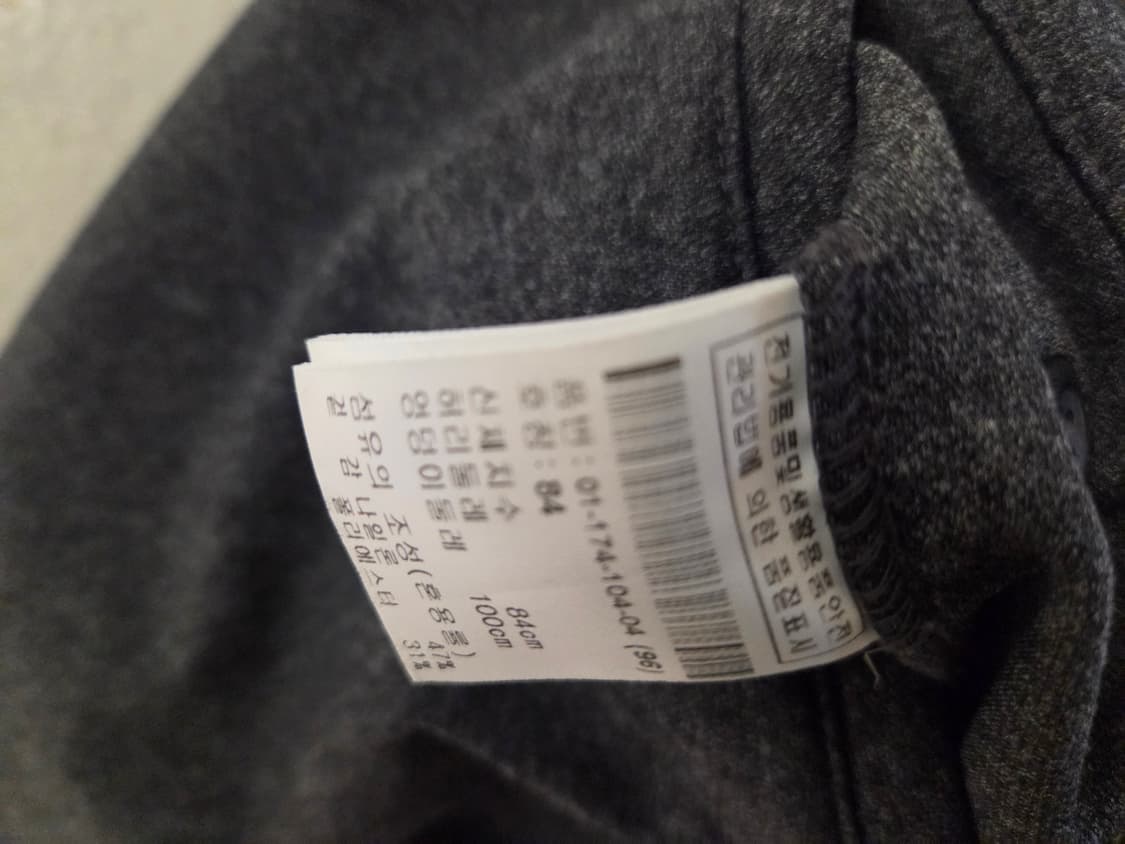 전기용품및생활용품안전
관리법에 의한 품질표시
품번 : 01-174-104-04 (96)
호칭 : 84
신체치수
허리둘레 84cm
엉덩이둘레 100cm
섬유의 조성(혼용율)
겉감 나일론 47%
폴리에스터 31%